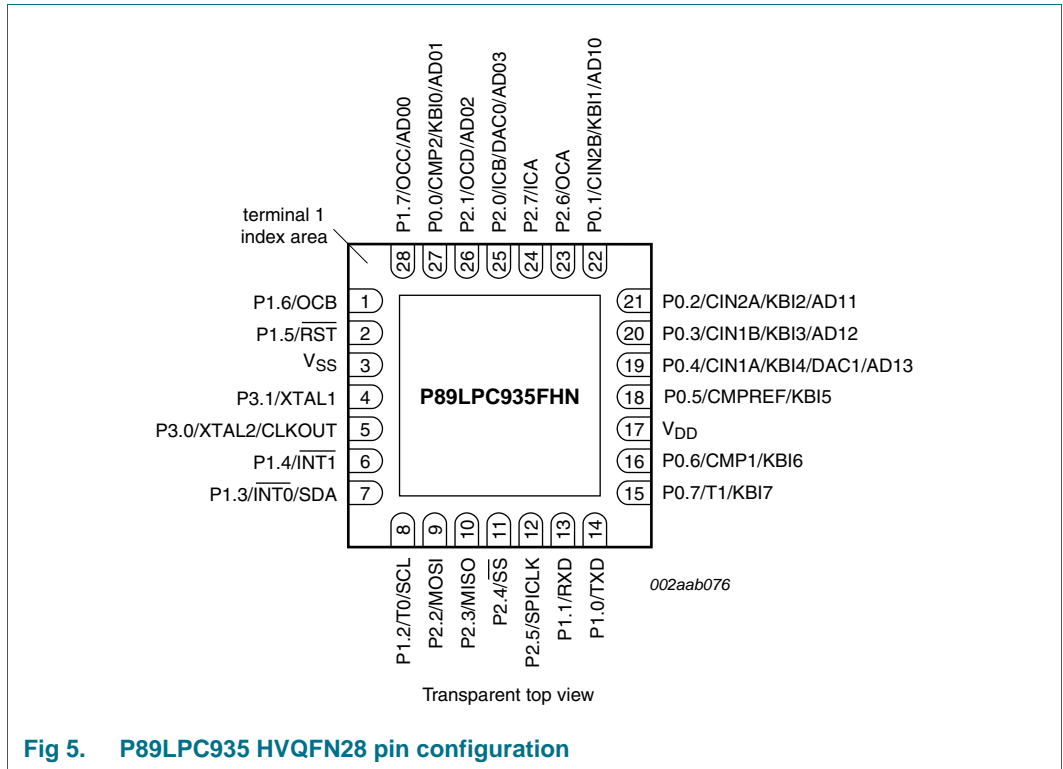 P1.7/OCC/AD00
P0.0/CMP2/KBI0/AD01
P2.1/OCD/AD02
P2.0/ICB/DAC0/AD03
P2.7/ICA
P2.6/OCA
P0.1/CIN2B/KBI1/AD10
terminal 1
index area
28 27 26 25 24 23 22
P1.6/OCB 1
P1.5/R̅S̅T̅ 2
VSS 3
P3.1/XTAL1 4
P3.0/XTAL2/CLKOUT 5
P1.4/I̅N̅T̅1̅ 6
P1.3/I̅N̅T̅0̅/SDA 7
P89LPC935FHN
21 P0.2/CIN2A/KBI2/AD11
20 P0.3/CIN1B/KBI3/AD12
19 P0.4/CIN1A/KBI4/DAC1/AD13
18 P0.5/CMPREF/KBI5
17 VDD
16 P0.6/CMP1/KBI6
15 P0.7/T1/KBI7
8 9 10 11 12 13 14
P1.2/T0/SCL
P2.2/MOSI
P2.3/MISO
P2.4/S̅S̅
P2.5/SPICLK
P1.1/RXD
P1.0/TXD
002aab076
Transparent top view
Fig 5. P89LPC935 HVQFN28 pin configuration